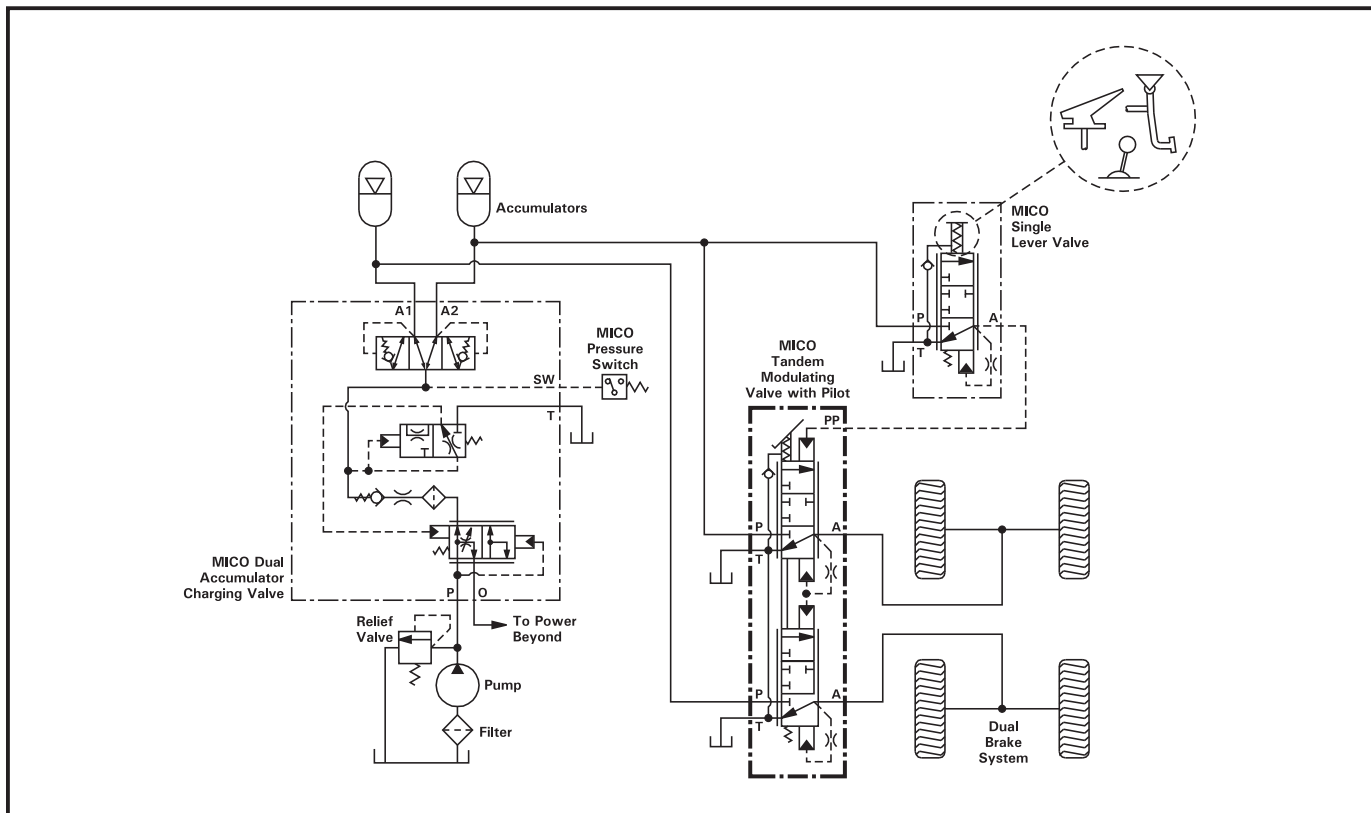 MICO
Single
Lever Valve
Accumulators
A1
A2
P
A
T
MICO
Pressure
Switch
MICO
Tandem
Modulating
Valve with Pilot
SW
T
PP
P
A
T
MICO Dual
Accumulator
Charging Valve
P
O
Relief
Valve
To Power
Beyond
Pump
P
A
T
Filter
Dual
Brake
System